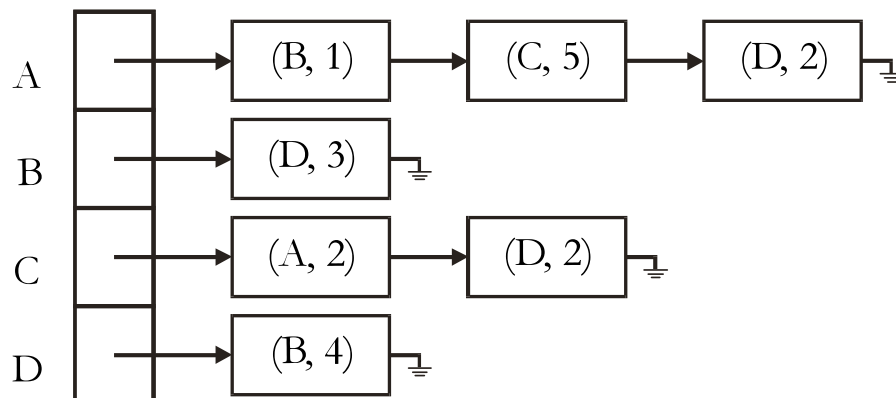 A (B, 1) (C, 5) (D, 2)
B (D, 3)
C (A, 2) (D, 2)
D (B, 4)